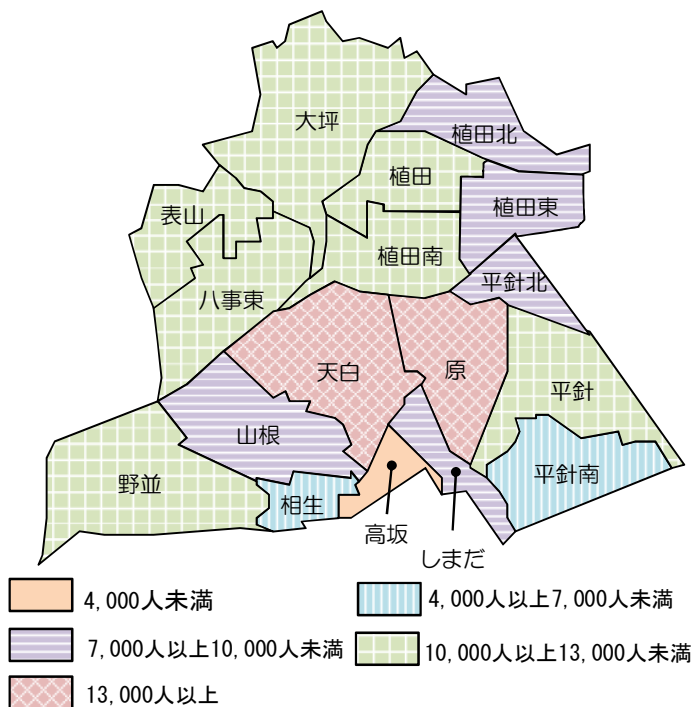 大坪
植田北
植田
植田東
表山
植田南
平針北
八事東
天白
原
平針
山根
平針南
野並
相生
高坂
しまだ
4,000人未満
4,000人以上7,000人未満
7,000人以上10,000人未満
10,000人以上13,000人未満
13,000人以上